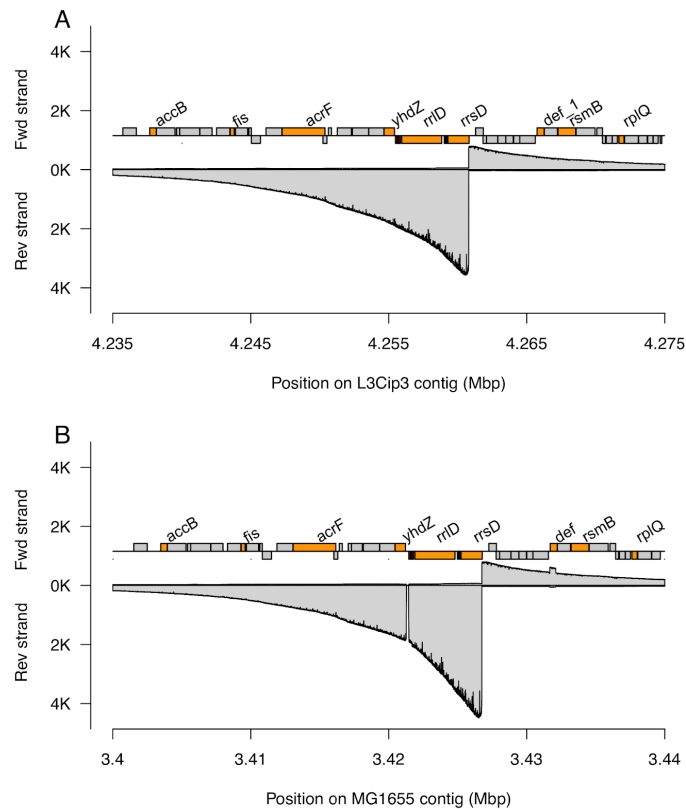 A
4K
2K
0K
2K
4K
Fwd strand
Rev strand
accB fis acrF yhdZ rrlD rrsD def_1 rsmB rplQ
4.235 4.245 4.255 4.265 4.275
Position on L3Cip3 contig (Mbp)
B
4K
2K
0K
2K
4K
Fwd strand
Rev strand
accB fis acrF yhdZ rrlD rrsD def rsmB rplQ
3.4 3.41 3.42 3.43 3.44
Position on MG1655 contig (Mbp)